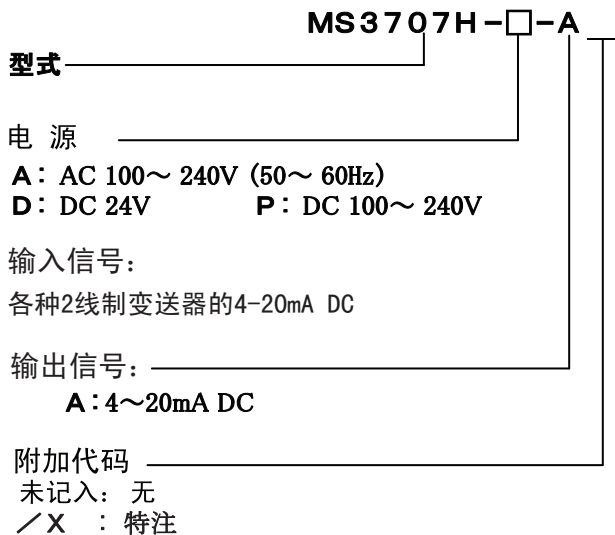 MS3707H-□-A
型式
电 源
A: AC 100～240V (50～60Hz)
D: DC 24V P: DC 100～240V
输入信号:
各种2线制变送器的4-20mA DC
输出信号:
A:4～20mA DC
附加代码
未记入: 无
／X : 特注